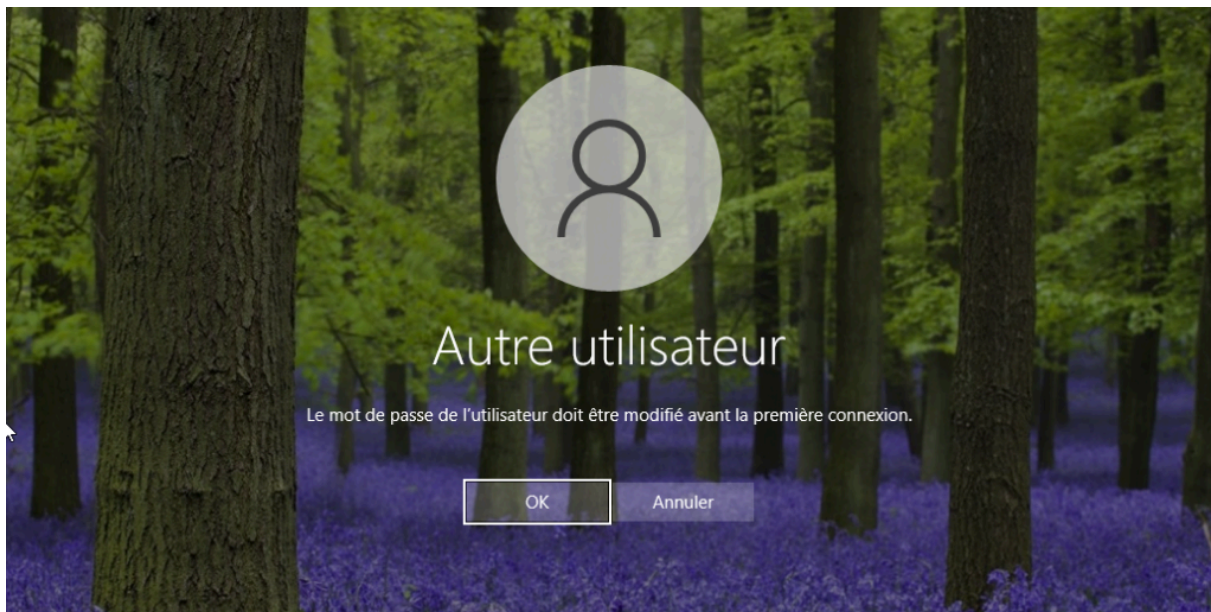 Autre utilisateur
Le mot de passe de l’utilisateur doit être modifié avant la première connexion.
OK
Annuler